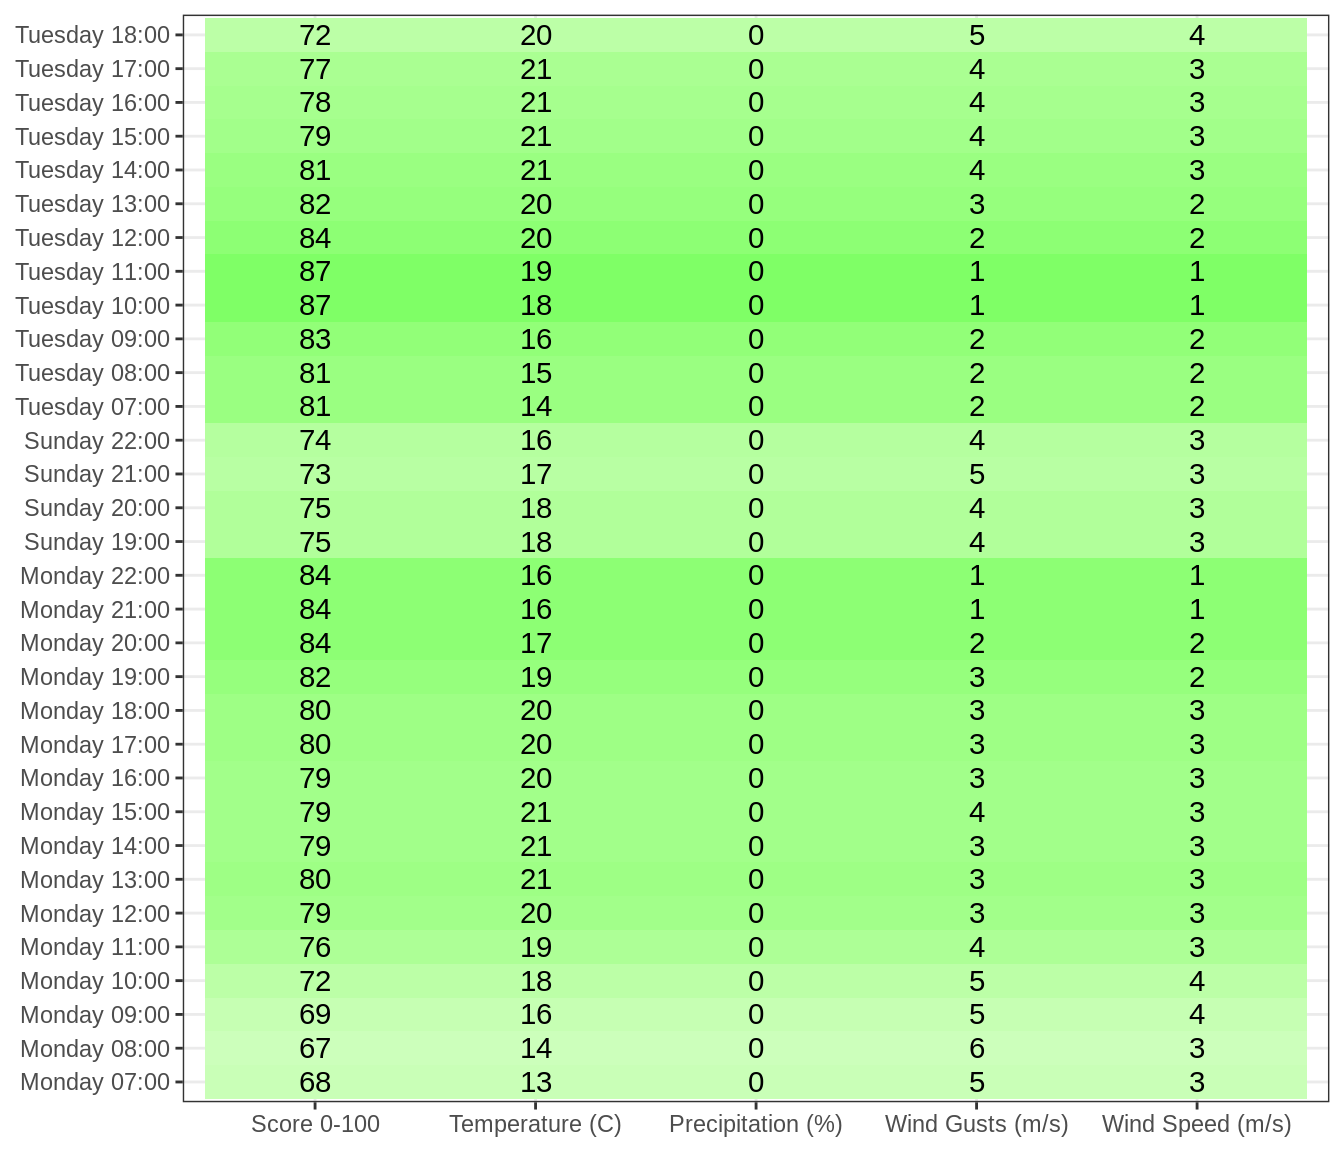 Tuesday 18:00 72 20 0 5 4
Tuesday 17:00 77 21 0 4 3
Tuesday 16:00 78 21 0 4 3
Tuesday 15:00 79 21 0 4 3
Tuesday 14:00 81 21 0 4 3
Tuesday 13:00 82 20 0 3 2
Tuesday 12:00 84 20 0 2 2
Tuesday 11:00 87 19 0 1 1
Tuesday 10:00 87 18 0 1 1
Tuesday 09:00 83 16 0 2 2
Tuesday 08:00 81 15 0 2 2
Tuesday 07:00 81 14 0 2 2
Sunday 22:00 74 16 0 4 3
Sunday 21:00 73 17 0 5 3
Sunday 20:00 75 18 0 4 3
Sunday 19:00 75 18 0 4 3
Monday 22:00 84 16 0 1 1
Monday 21:00 84 16 0 1 1
Monday 20:00 84 17 0 2 2
Monday 19:00 82 19 0 3 2
Monday 18:00 80 20 0 3 3
Monday 17:00 80 20 0 3 3
Monday 16:00 79 20 0 3 3
Monday 15:00 79 21 0 4 3
Monday 14:00 79 21 0 3 3
Monday 13:00 80 21 0 3 3
Monday 12:00 79 20 0 3 3
Monday 11:00 76 19 0 4 3
Monday 10:00 72 18 0 5 4
Monday 09:00 69 16 0 5 4
Monday 08:00 67 14 0 6 3
Monday 07:00 68 13 0 5 3
Score 0-100 Temperature (C) Precipitation (%) Wind Gusts (m/s) Wind Speed (m/s)